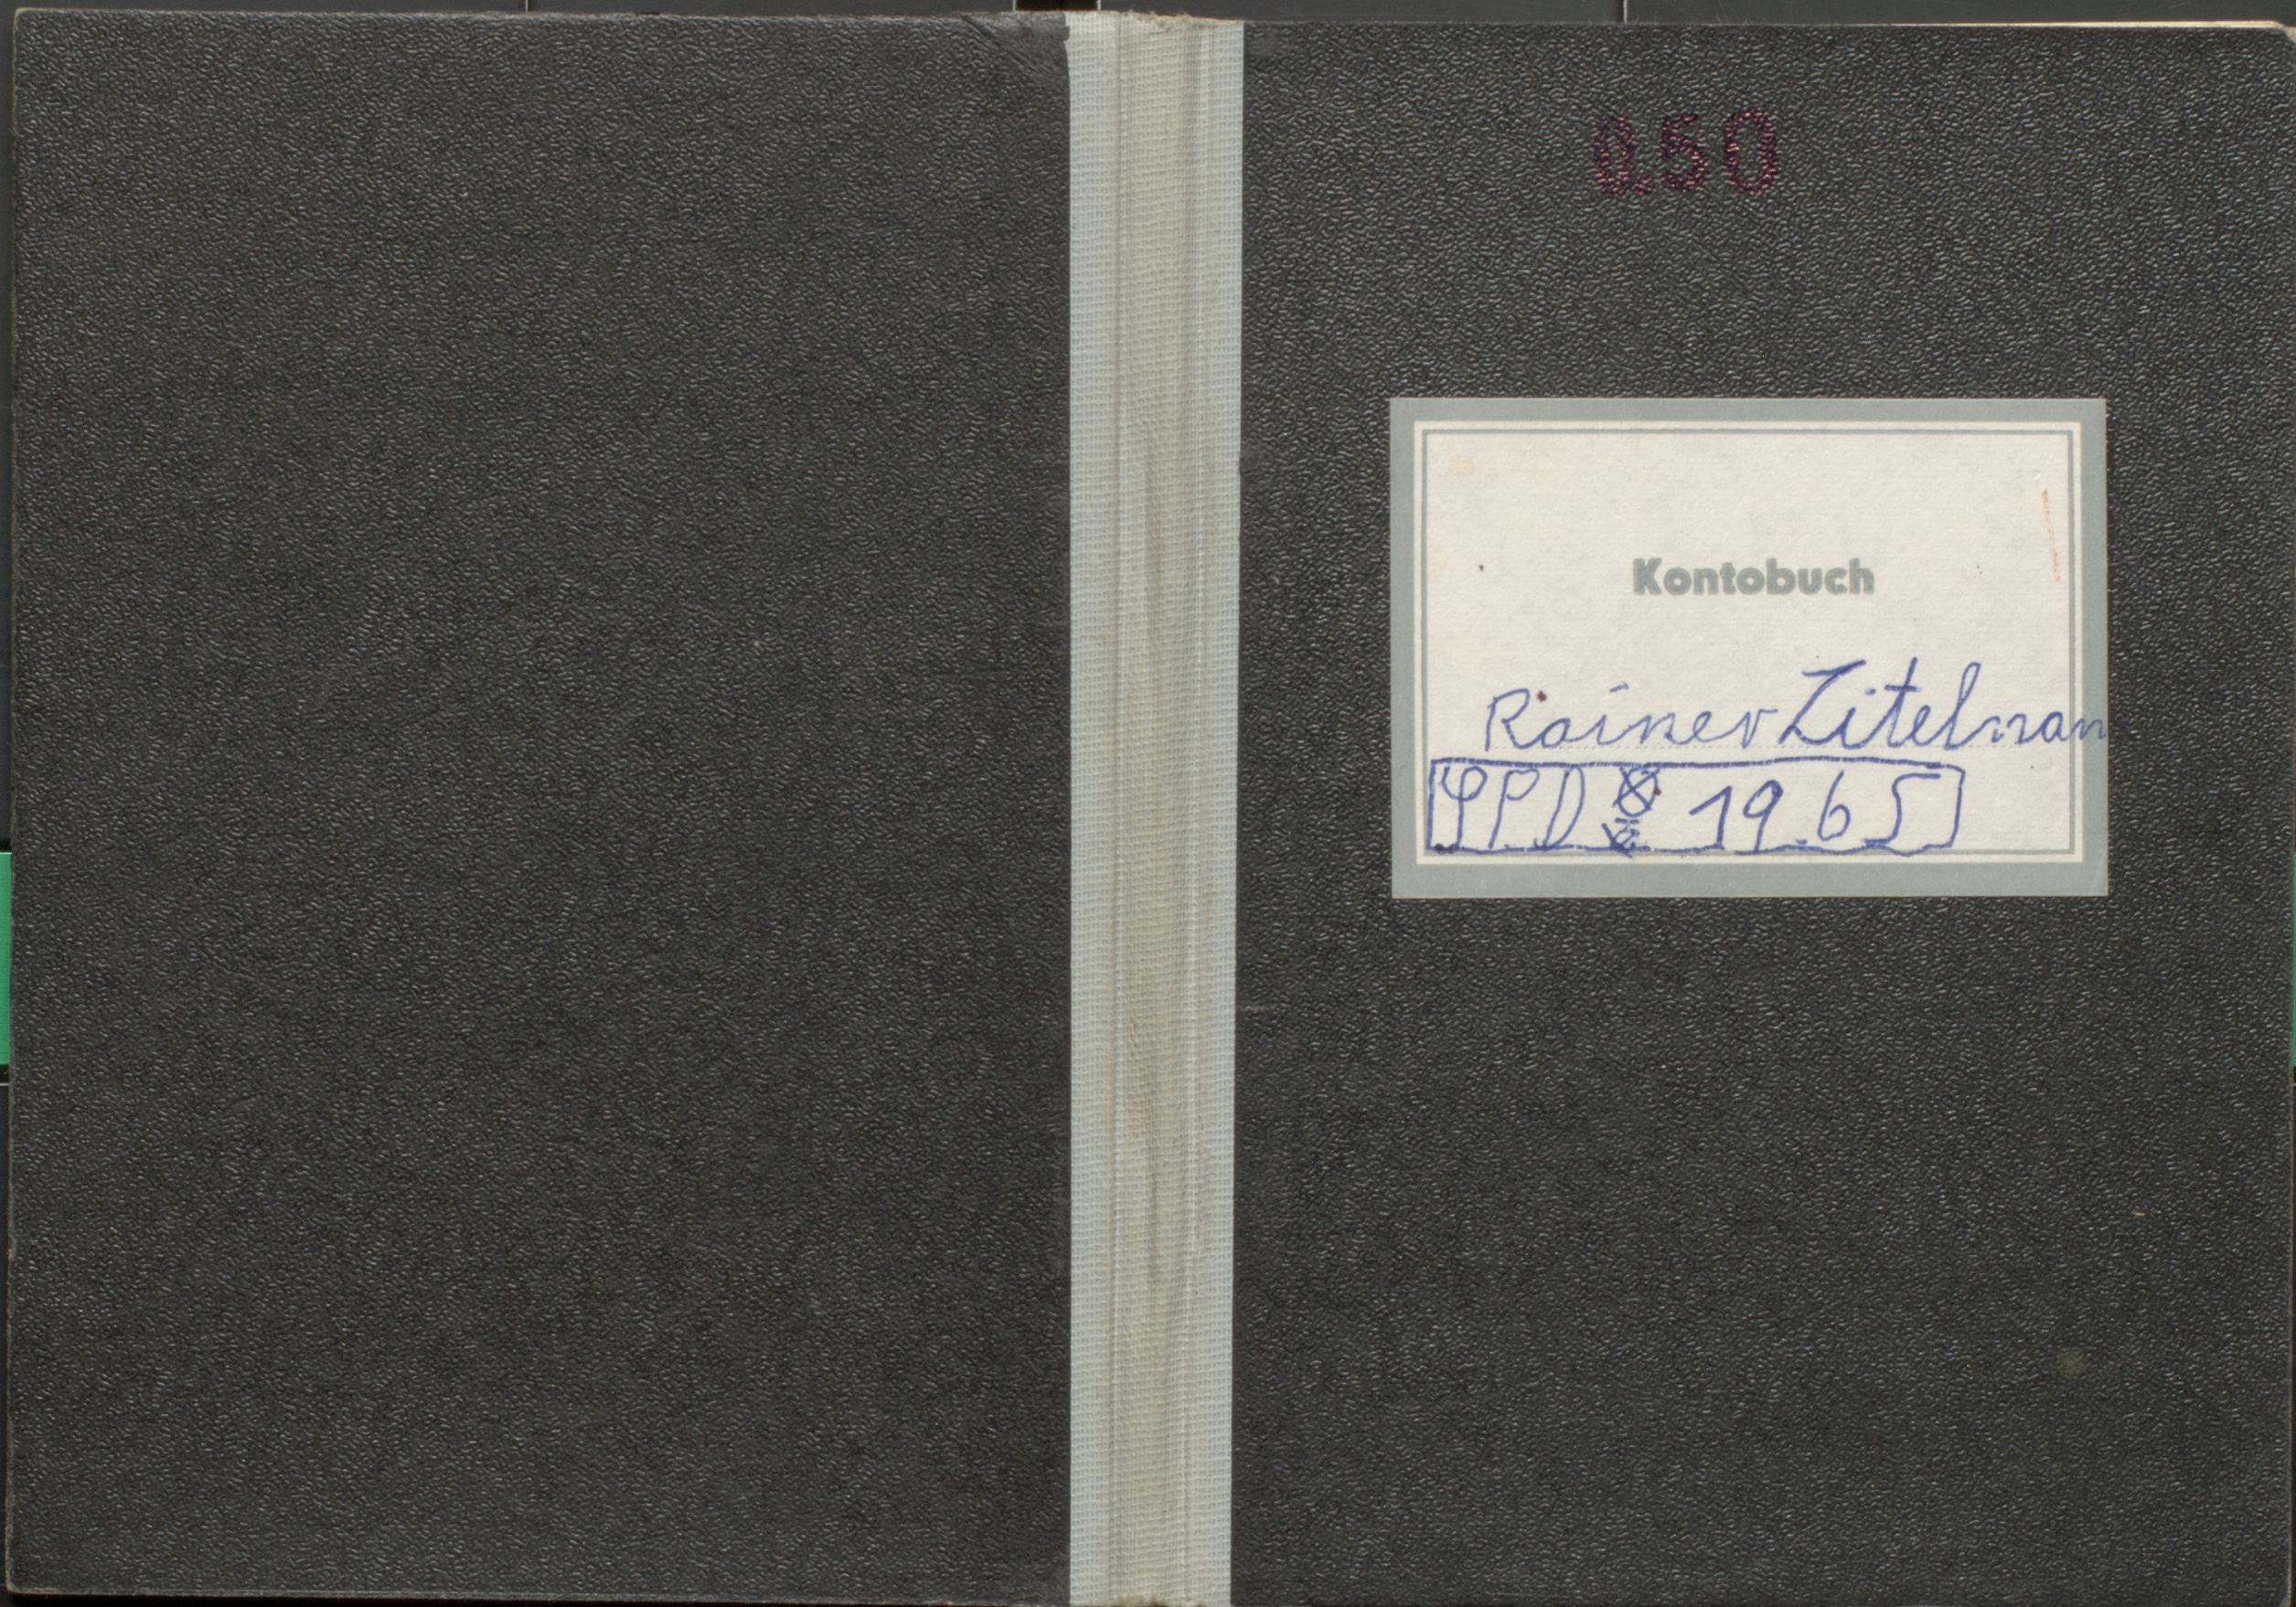 0.50
Kontobuch
Rainer Zitelman
SPD 1965